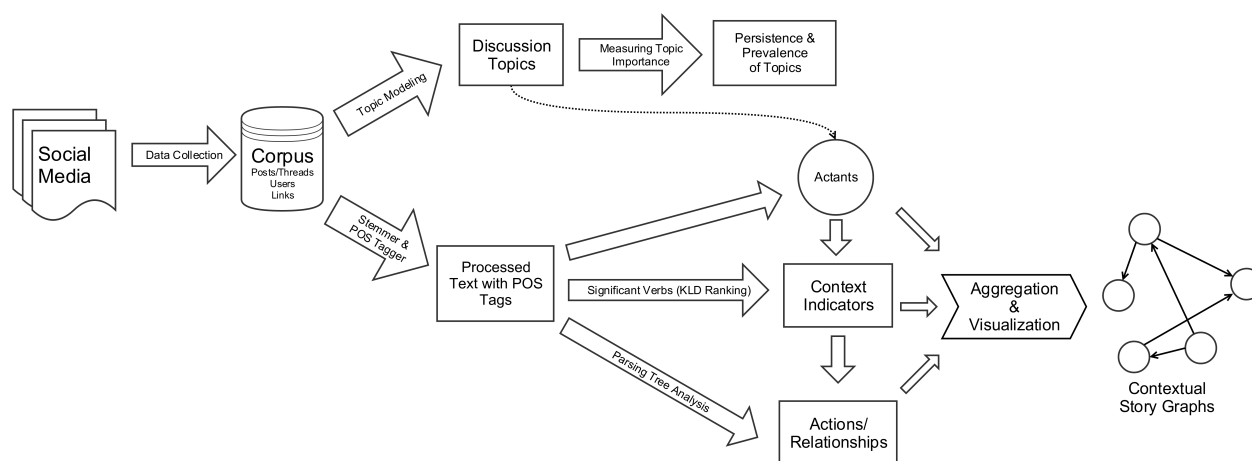 Social
Media
Data Collection
Corpus
Posts/Threads
Users
Links
Topic Modeling
Discussion
Topics
Measuring Topic
Importance
Persistence &
Prevalence
of Topics
Stemmer &
POS Tagger
Processed
Text with POS
Tags
Actants
Significant Verbs (KLD Ranking)
Context
Indicators
Parsing Tree Analysis
Actions/
Relationships
Aggregation
&
Visualization
Contextual
Story Graphs